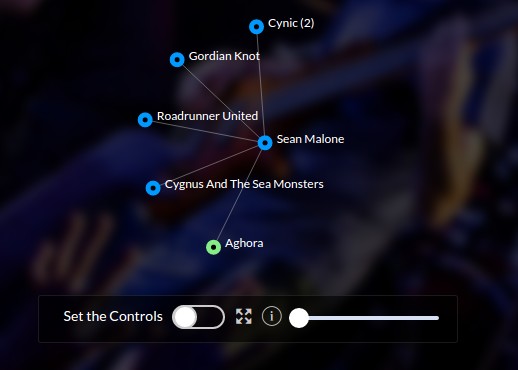 Cynic (2)
Gordian Knot
Roadrunner United
Sean Malone
Cygnus And The Sea Monsters
Aghora
Set the Controls